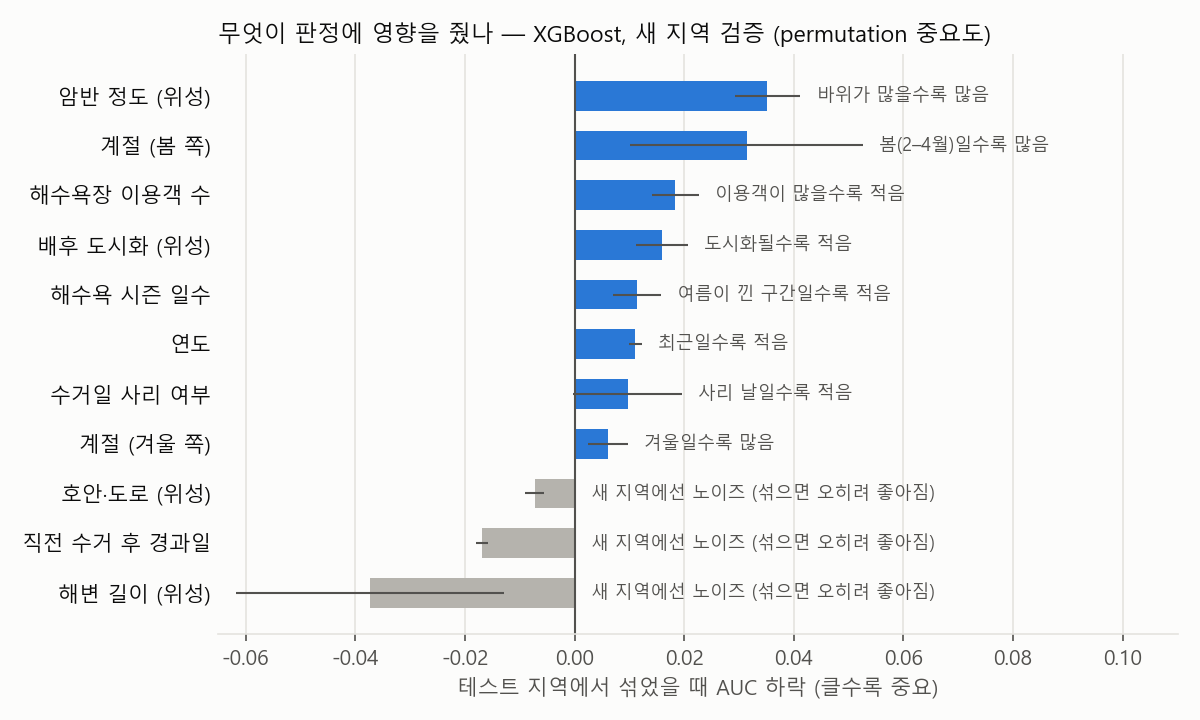 무엇이 판정에 영향을 줬나 — XGBoost, 새 지역 검증 (permutation 중요도)
암반 정도 (위성)
바위가 많을수록 많음
계절 (봄 쪽)
봄(2–4월)일수록 많음
해수욕장 이용객 수
이용객이 많을수록 적음
배후 도시화 (위성)
도시화될수록 적음
해수욕 시즌 일수
여름이 낀 구간일수록 적음
연도
최근일수록 적음
수거일 사리 여부
사리 날일수록 적음
계절 (겨울 쪽)
겨울일수록 많음
호안·도로 (위성)
새 지역에선 노이즈 (섞으면 오히려 좋아짐)
직전 수거 후 경과일
새 지역에선 노이즈 (섞으면 오히려 좋아짐)
해변 길이 (위성)
새 지역에선 노이즈 (섞으면 오히려 좋아짐)
-0.06 -0.04 -0.02 0.00 0.02 0.04 0.06 0.08 0.10
테스트 지역에서 섞었을 때 AUC 하락 (클수록 중요)